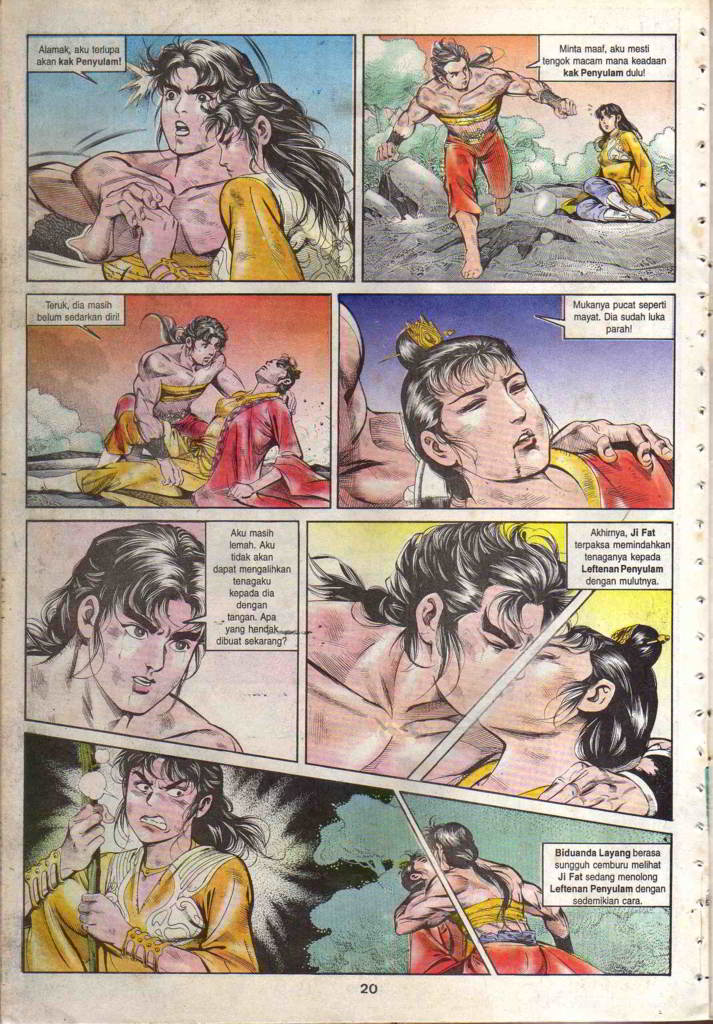 Alamak, aku terlupa
akan kak Penyulam!
Minta maaf, aku mesti
tengok macam mana keadaan
kak Penyulam dulu!
Teruk, dia masih
belum sedarkan diri!
Mukanya pucat seperti
mayat. Dia sudah luka
parah!
Aku masih
lemah. Aku
tidak akan
dapat mengalihkan
tenagaku
kepada dia
dengan
tangan. Apa
yang hendak
dibuat sekarang?
Akhirnya, Ji Fat
terpaksa memindahkan
tenaganya kepada
Leftenan Penyulam
dengan mulutnya.
Biduanda Layang berasa
sungguh cemburu melihat
Ji Fat sedang menolong
Leftenan Penyulam dengan
sedemikian cara.
20